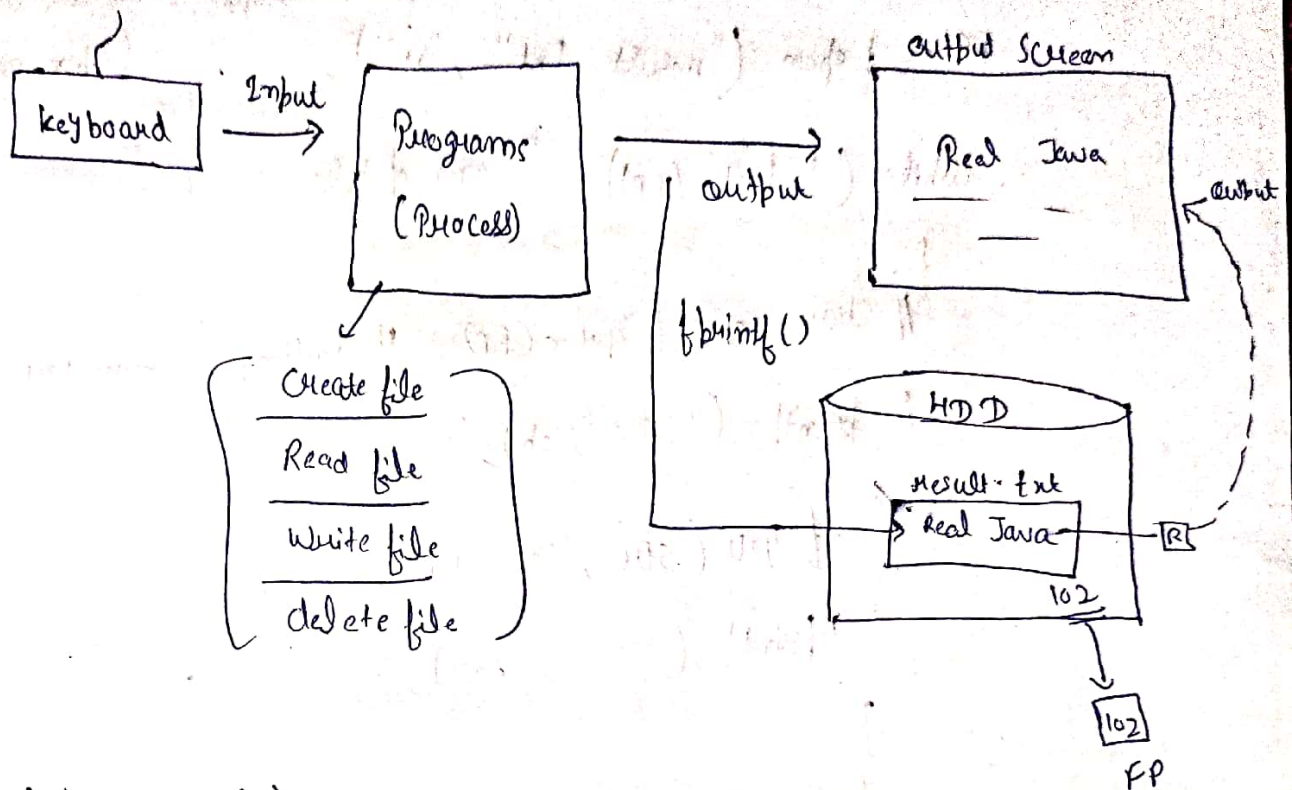 keyboard
Input
Programs
(Process)
output
output Screen
Real Java
output
fprintf()
Create file
Read file
Write file
delete file
HDD
result.txt
Real Java
R
102
102
FP